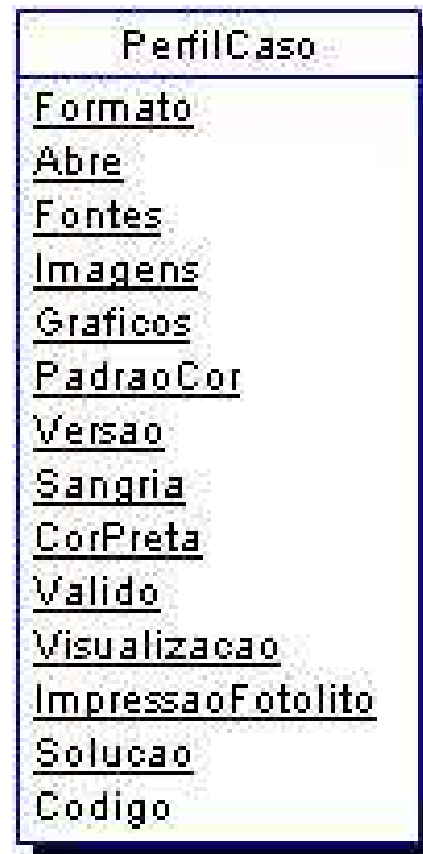 PerfilCaso
Formato
Abre
Fontes
Imagens
Graficos
PadraoCor
Versao
Sangria
CorPreta
Valido
Visualizacao
ImpressaoFotolito
Solucao
Codigo